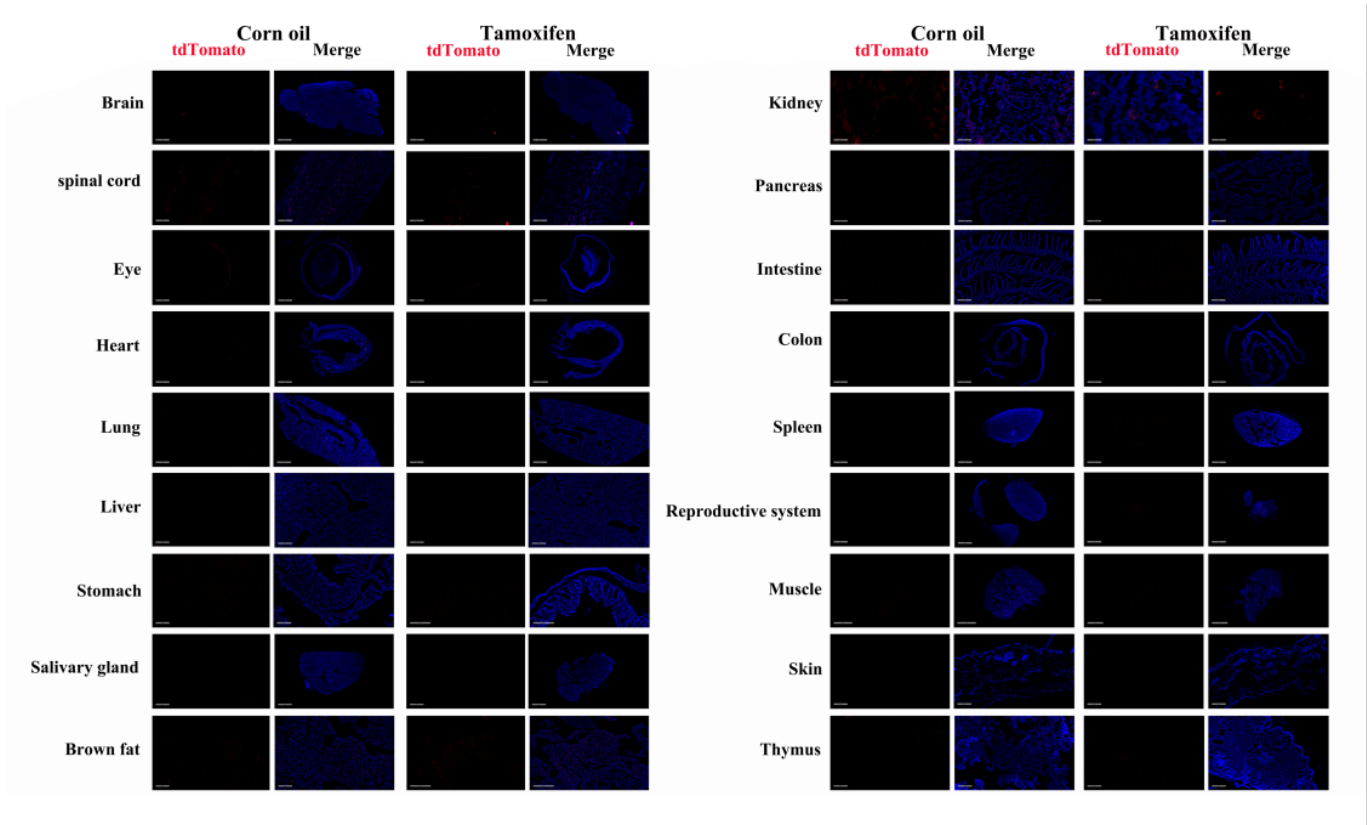 Corn oil Tamoxifen
tdTomato Merge tdTomato Merge
Brain
spinal cord
Eye
Heart
Lung
Liver
Stomach
Salivary gland
Brown fat
Corn oil Tamoxifen
tdTomato Merge tdTomato Merge
Kidney
Pancreas
Intestine
Colon
Spleen
Reproductive system
Muscle
Skin
Thymus